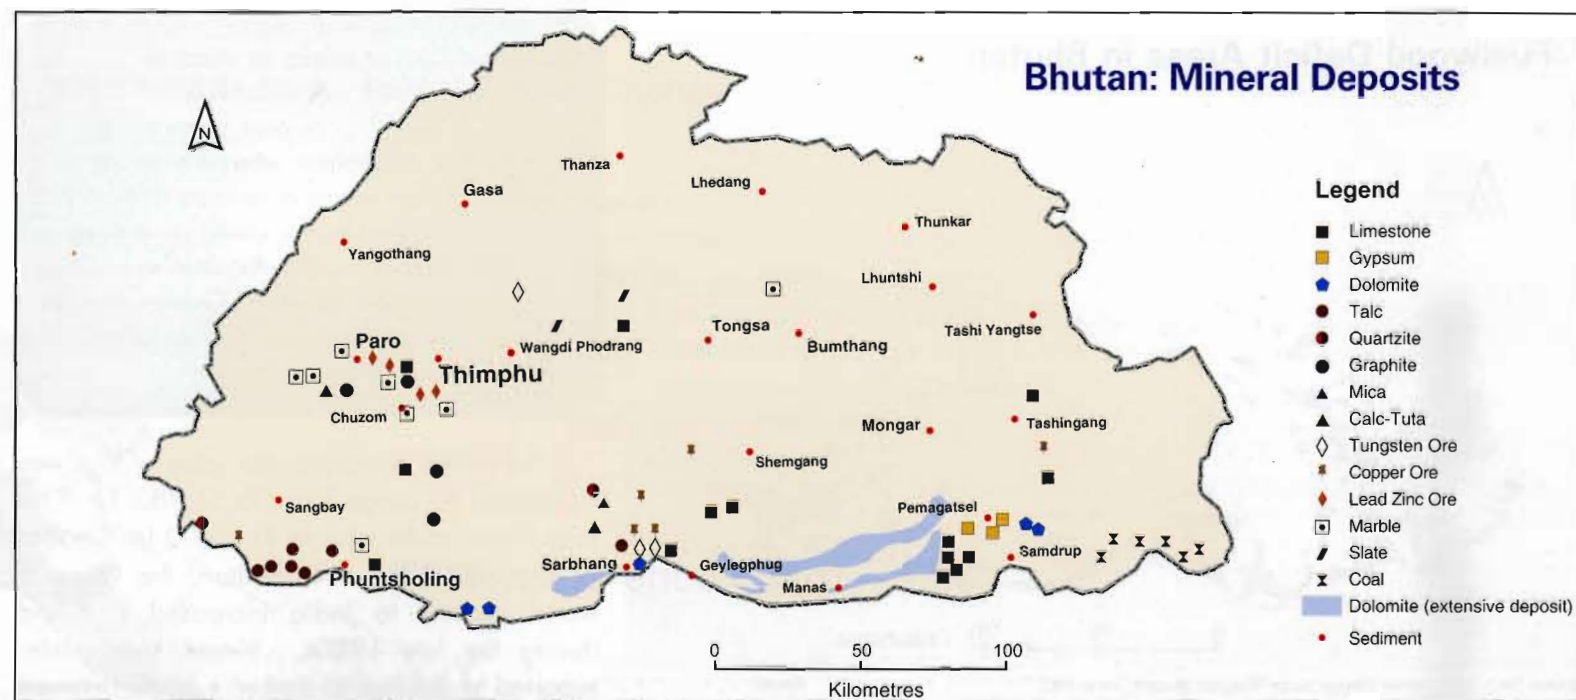 Bhutan: Mineral Deposits
N
Thanza
Lhedang
Gasa
Thunkar
Yangothang
Lhuntshi
Tashi Yangtse
Tongsa
Bumthang
Paro
Wangdi Phodrang
Thimphu
Chuzom
Mongar
Tashingang
Shemgang
Sangbay
Pemagatsel
Samdrup
Sarbhang
Geylegphug
Phuntsholing
Manas
Legend
Limestone
Gypsum
Dolomite
Talc
Quartzite
Graphite
Mica
Calc-Tuta
Tungsten Ore
Copper Ore
Lead Zinc Ore
Marble
Slate
Coal
Dolomite (extensive deposit)
Sediment
0 50 100
Kilometres